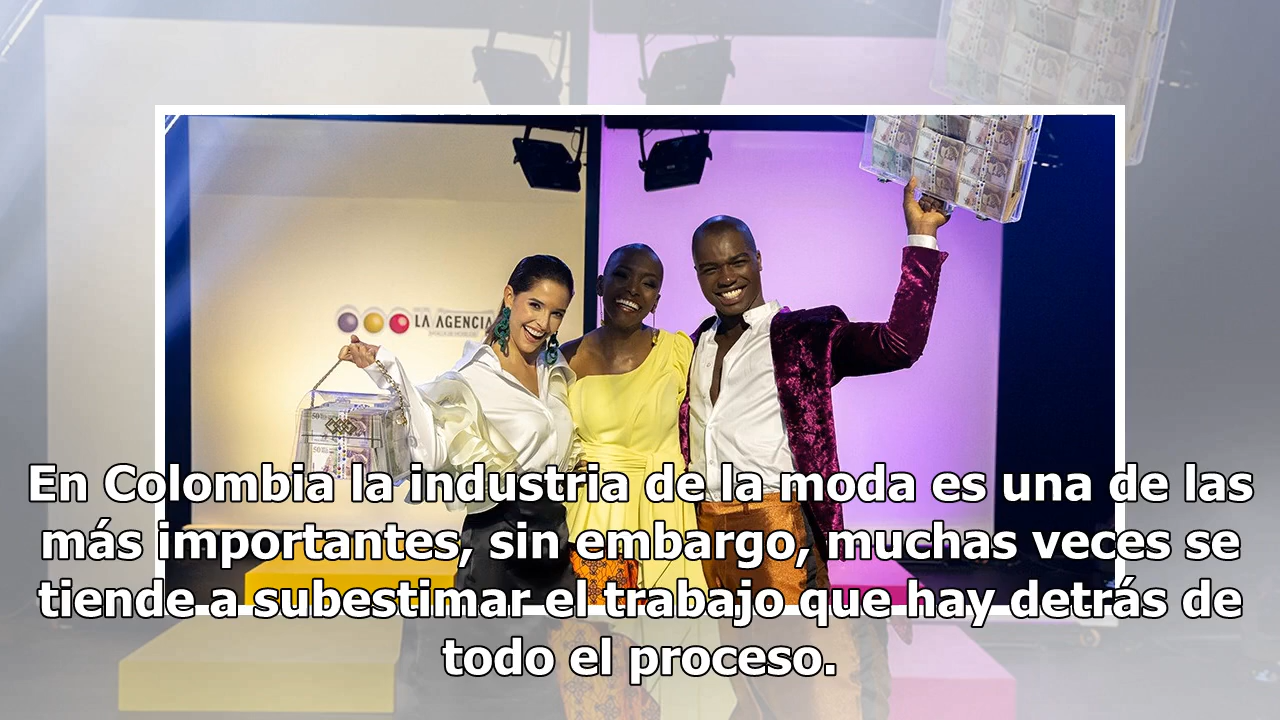 LA AGENCIA
En Colombia la industria de la moda es una de las
más importantes, sin embargo, muchas veces se
tiende a subestimar el trabajo que hay detrás de
todo el proceso.